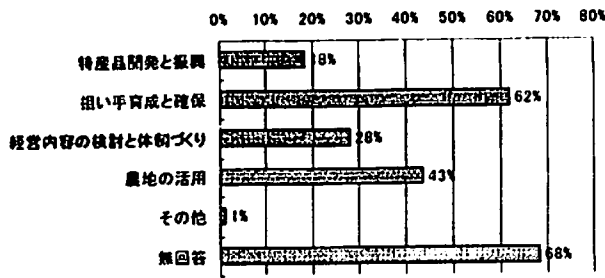 0% 10% 20% 30% 40% 50% 60% 70% 80%
特産品開発と振興 18%
担い手育成と確保 62%
経営内容の検討と体制づくり 28%
農地の活用 43%
その他 1%
無回答 68%